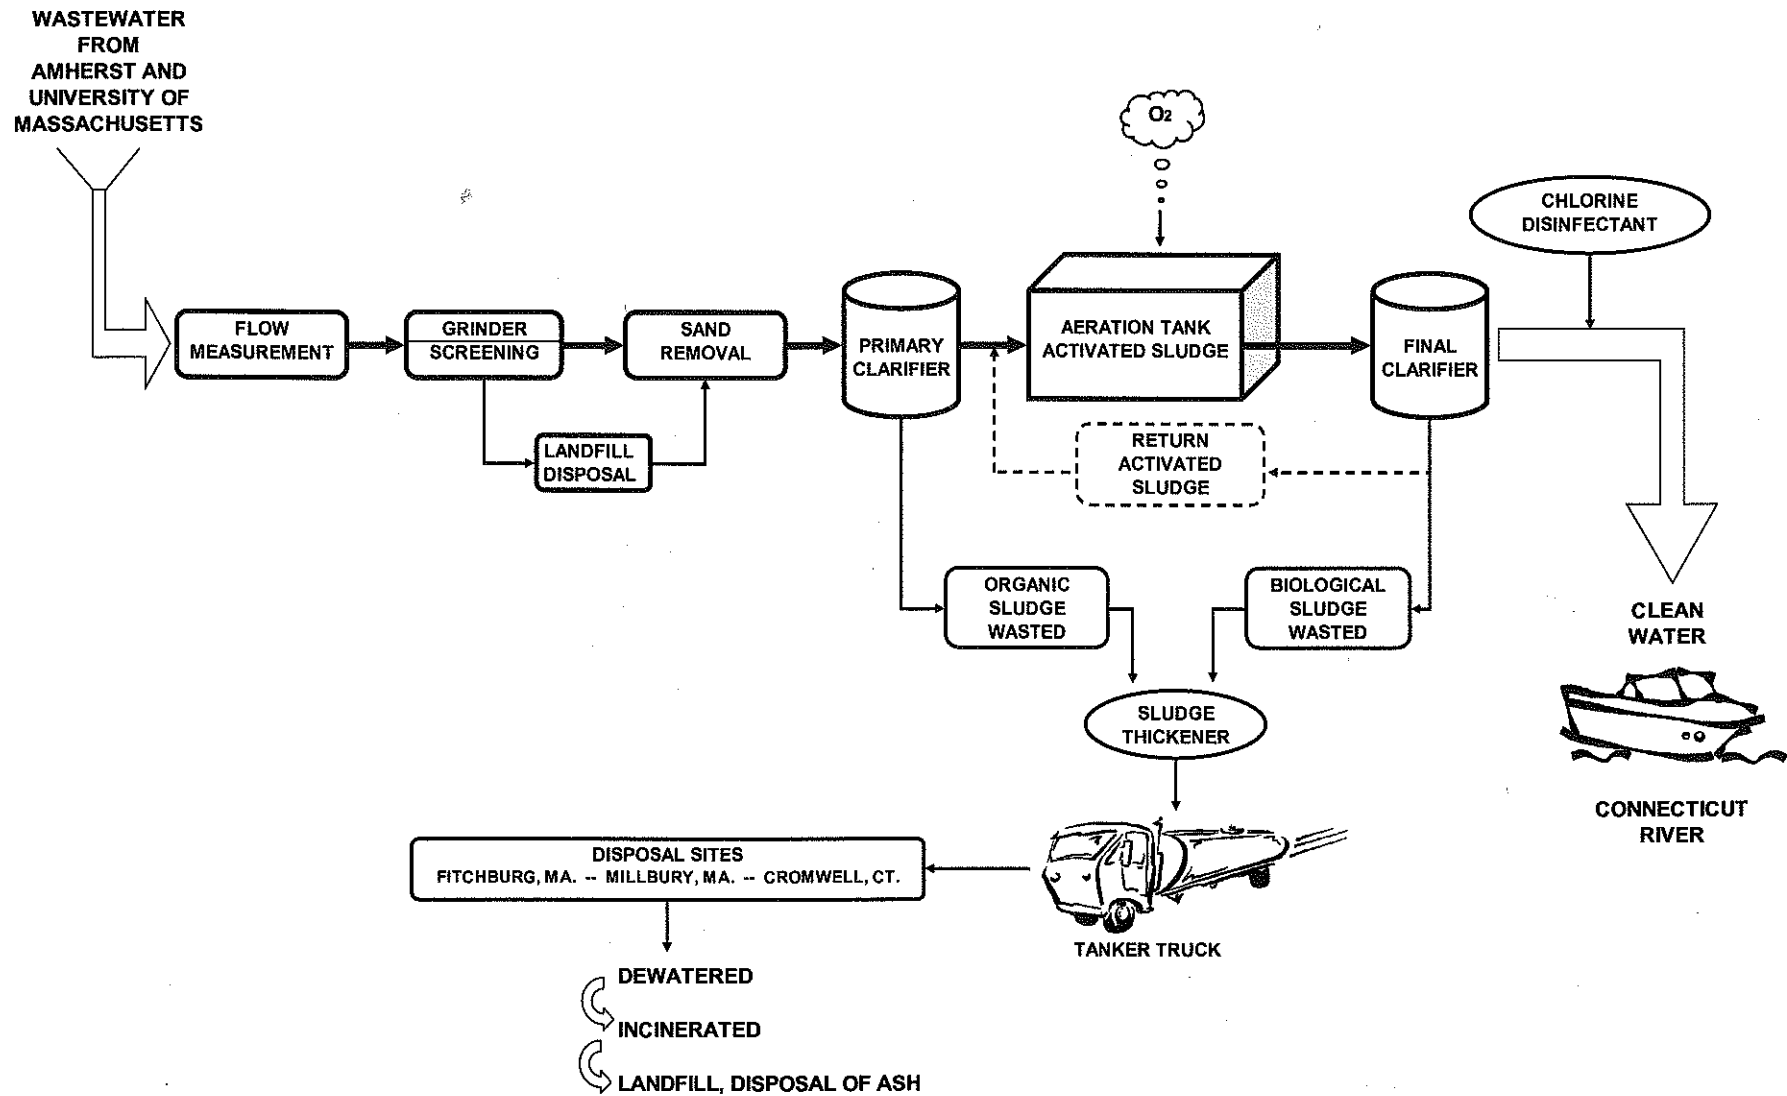 WASTEWATER
FROM
AMHERST AND
UNIVERSITY OF
MASSACHUSETTS
O2
CHLORINE
DISINFECTANT
FLOW
MEASUREMENT
GRINDER
SCREENING
SAND
REMOVAL
PRIMARY
CLARIFIER
AERATION TANK
ACTIVATED SLUDGE
FINAL
CLARIFIER
LANDFILL
DISPOSAL
RETURN
ACTIVATED
SLUDGE
ORGANIC
SLUDGE
WASTED
BIOLOGICAL
SLUDGE
WASTED
CLEAN
WATER
SLUDGE
THICKENER
CONNECTICUT
RIVER
DISPOSAL SITES
FITCHBURG, MA. -- MILLBURY, MA. -- CROMWELL, CT.
TANKER TRUCK
DEWATERED
INCINERATED
LANDFILL, DISPOSAL OF ASH